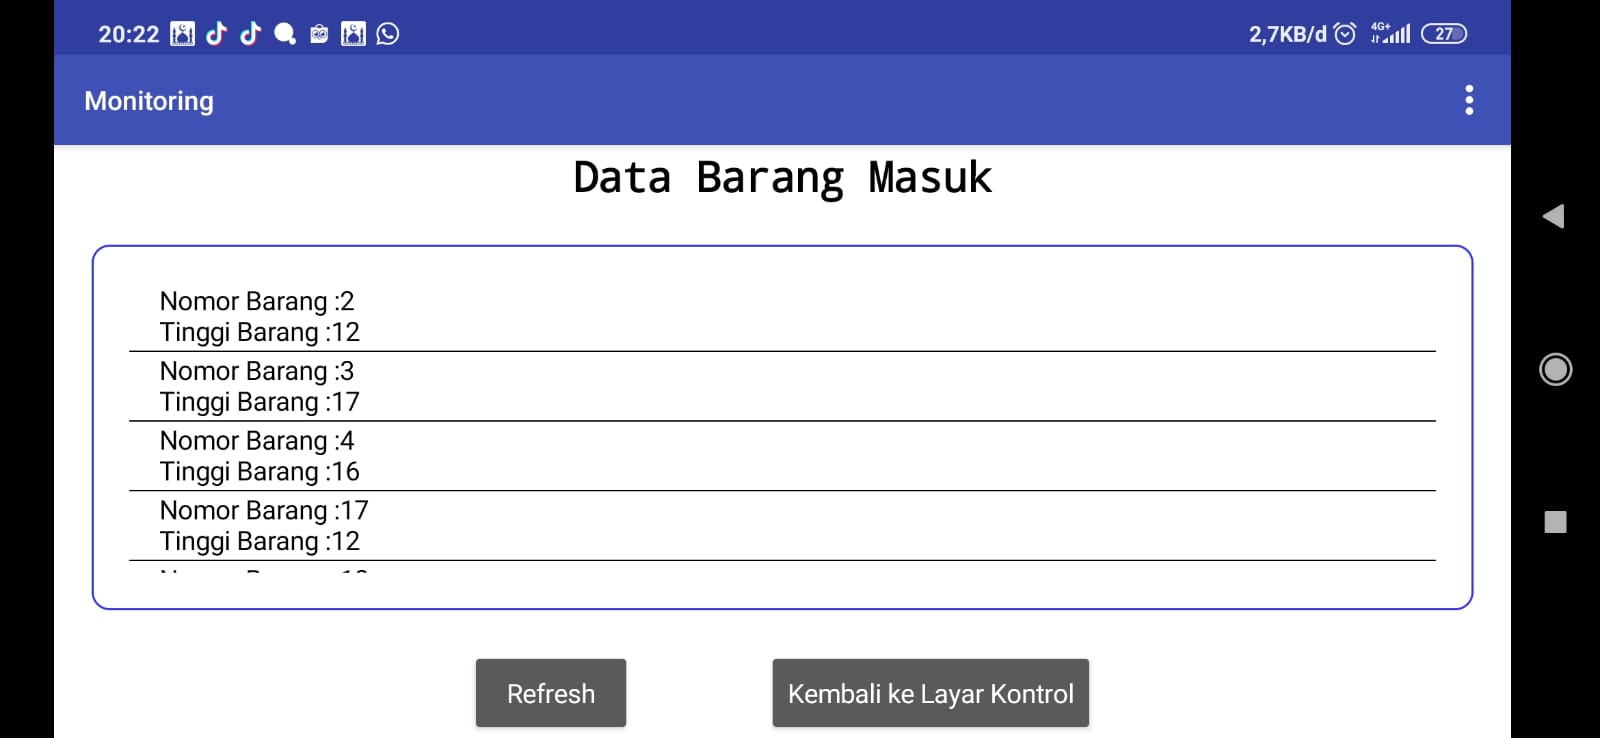 20:22
2,7KB/d 4G+ 27
Monitoring
Data Barang Masuk
Nomor Barang :2
Tinggi Barang :12
Nomor Barang :3
Tinggi Barang :17
Nomor Barang :4
Tinggi Barang :16
Nomor Barang :17
Tinggi Barang :12
Refresh
Kembali ke Layar Kontrol